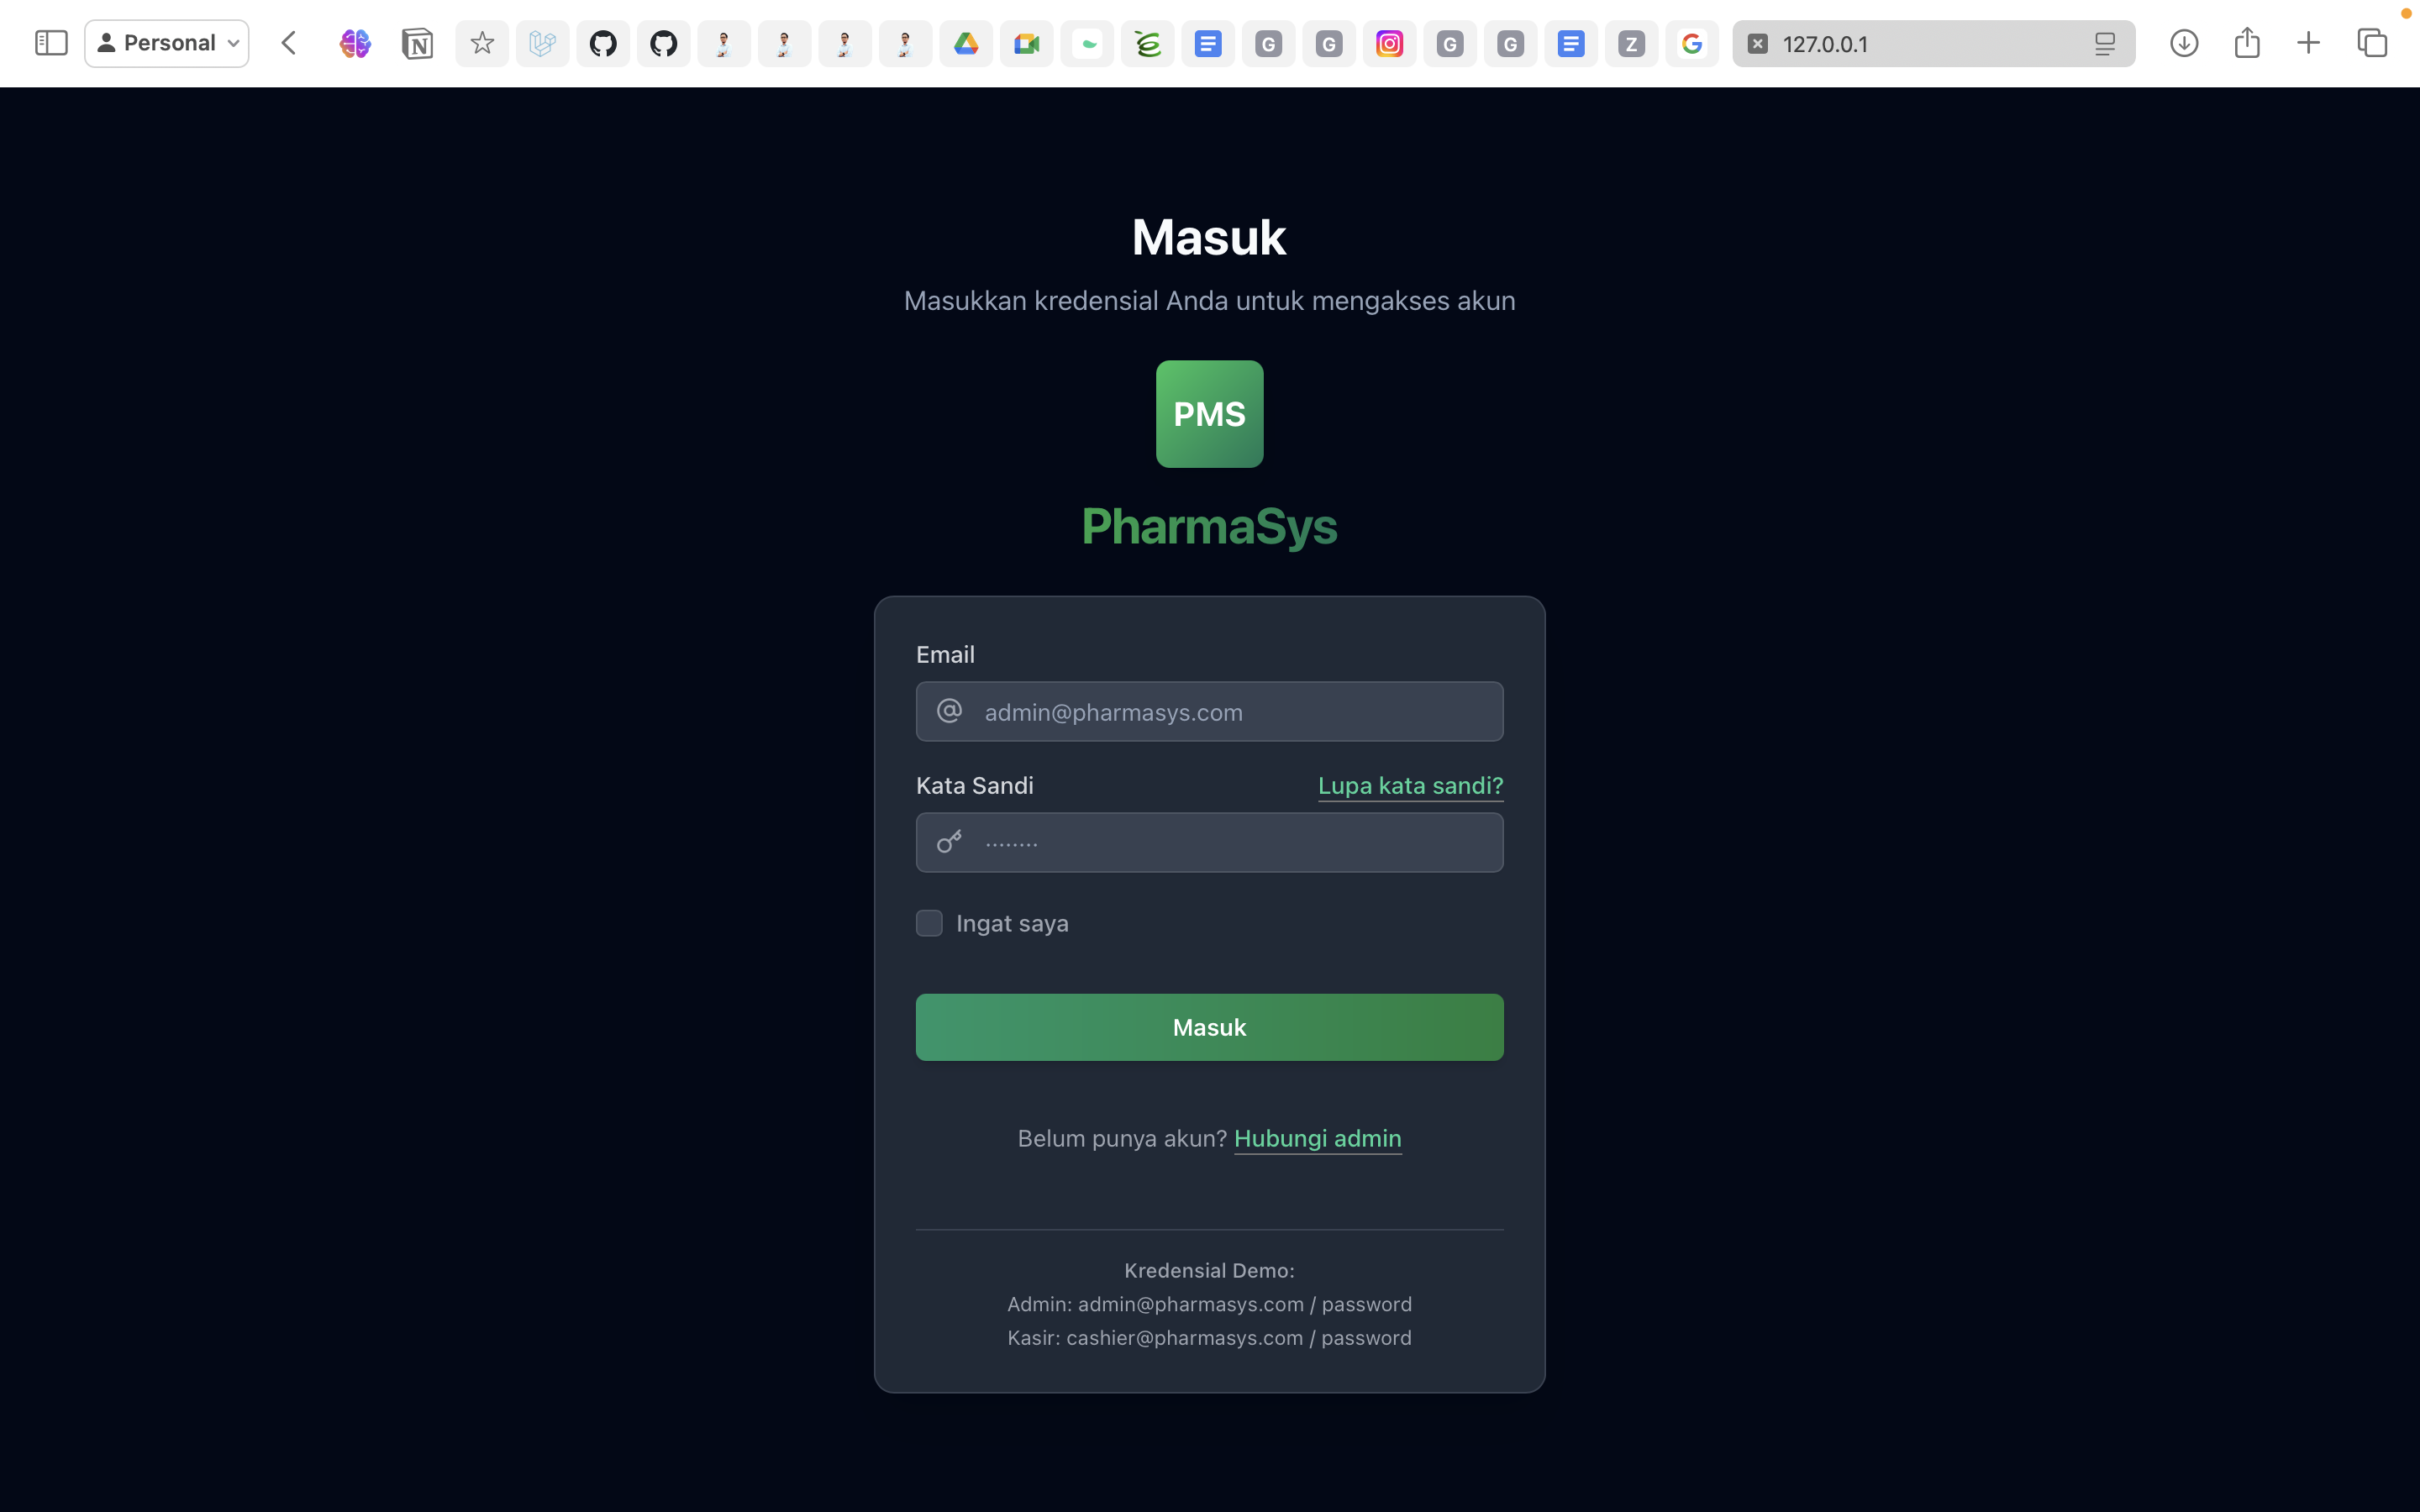 Personal
127.0.0.1
Masuk
Masukkan kredensial Anda untuk mengakses akun
PMS
PharmaSys
Email
admin@pharmasys.com
Kata Sandi
Lupa kata sandi?
Ingat saya
Masuk
Belum punya akun? Hubungi admin
Kredensial Demo:
Admin: admin@pharmasys.com / password
Kasir: cashier@pharmasys.com / password